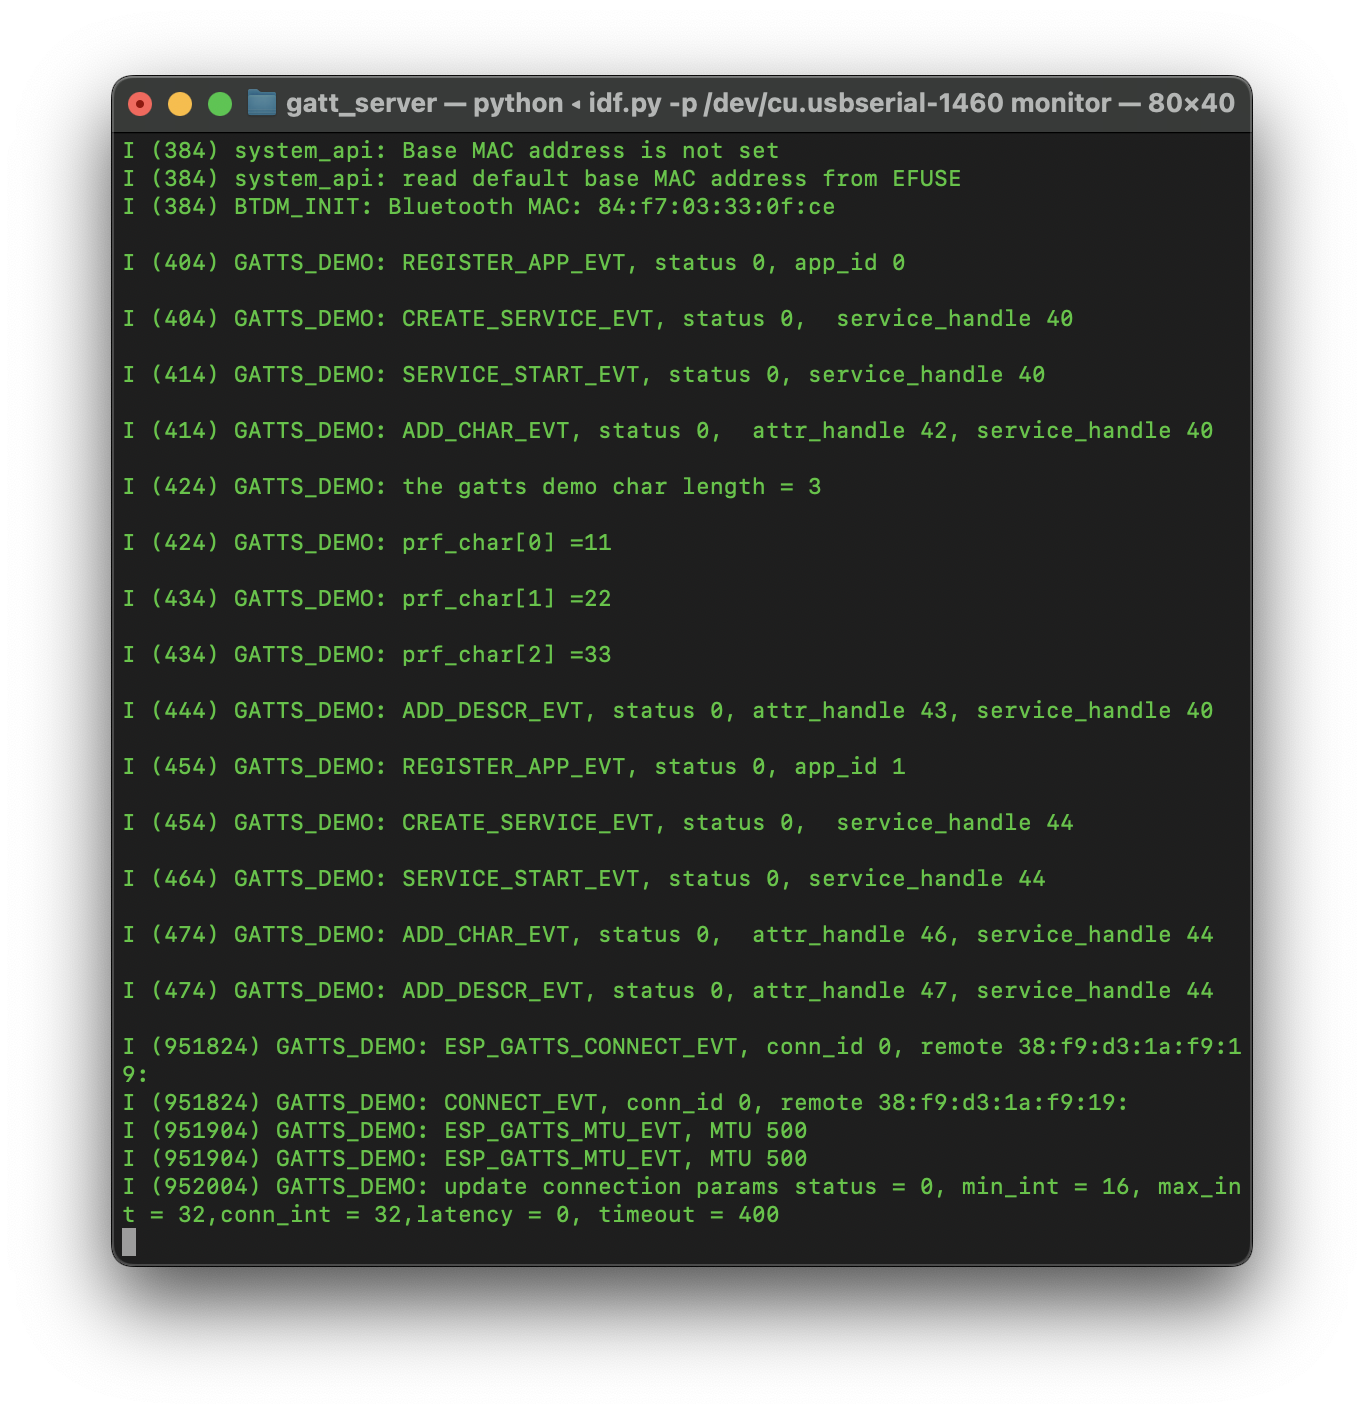 gatt_server — python ◂ idf.py -p /dev/cu.usbserial-1460 monitor — 80×40
I (384) system_api: Base MAC address is not set
I (384) system_api: read default base MAC address from EFUSE
I (384) BTDM_INIT: Bluetooth MAC: 84:f7:03:33:0f:ce
I (404) GATTS_DEMO: REGISTER_APP_EVT, status 0, app_id 0
I (404) GATTS_DEMO: CREATE_SERVICE_EVT, status 0,  service_handle 40
I (414) GATTS_DEMO: SERVICE_START_EVT, status 0, service_handle 40
I (414) GATTS_DEMO: ADD_CHAR_EVT, status 0,  attr_handle 42, service_handle 40
I (424) GATTS_DEMO: the gatts demo char length = 3
I (424) GATTS_DEMO: prf_char[0] =11
I (434) GATTS_DEMO: prf_char[1] =22
I (434) GATTS_DEMO: prf_char[2] =33
I (444) GATTS_DEMO: ADD_DESCR_EVT, status 0, attr_handle 43, service_handle 40
I (454) GATTS_DEMO: REGISTER_APP_EVT, status 0, app_id 1
I (454) GATTS_DEMO: CREATE_SERVICE_EVT, status 0,  service_handle 44
I (464) GATTS_DEMO: SERVICE_START_EVT, status 0, service_handle 44
I (474) GATTS_DEMO: ADD_CHAR_EVT, status 0,  attr_handle 46, service_handle 44
I (474) GATTS_DEMO: ADD_DESCR_EVT, status 0, attr_handle 47, service_handle 44
I (951824) GATTS_DEMO: ESP_GATTS_CONNECT_EVT, conn_id 0, remote 38:f9:d3:1a:f9:1
9:
I (951824) GATTS_DEMO: CONNECT_EVT, conn_id 0, remote 38:f9:d3:1a:f9:19:
I (951904) GATTS_DEMO: ESP_GATTS_MTU_EVT, MTU 500
I (951904) GATTS_DEMO: ESP_GATTS_MTU_EVT, MTU 500
I (952004) GATTS_DEMO: update connection params status = 0, min_int = 16, max_in
t = 32,conn_int = 32,latency = 0, timeout = 400